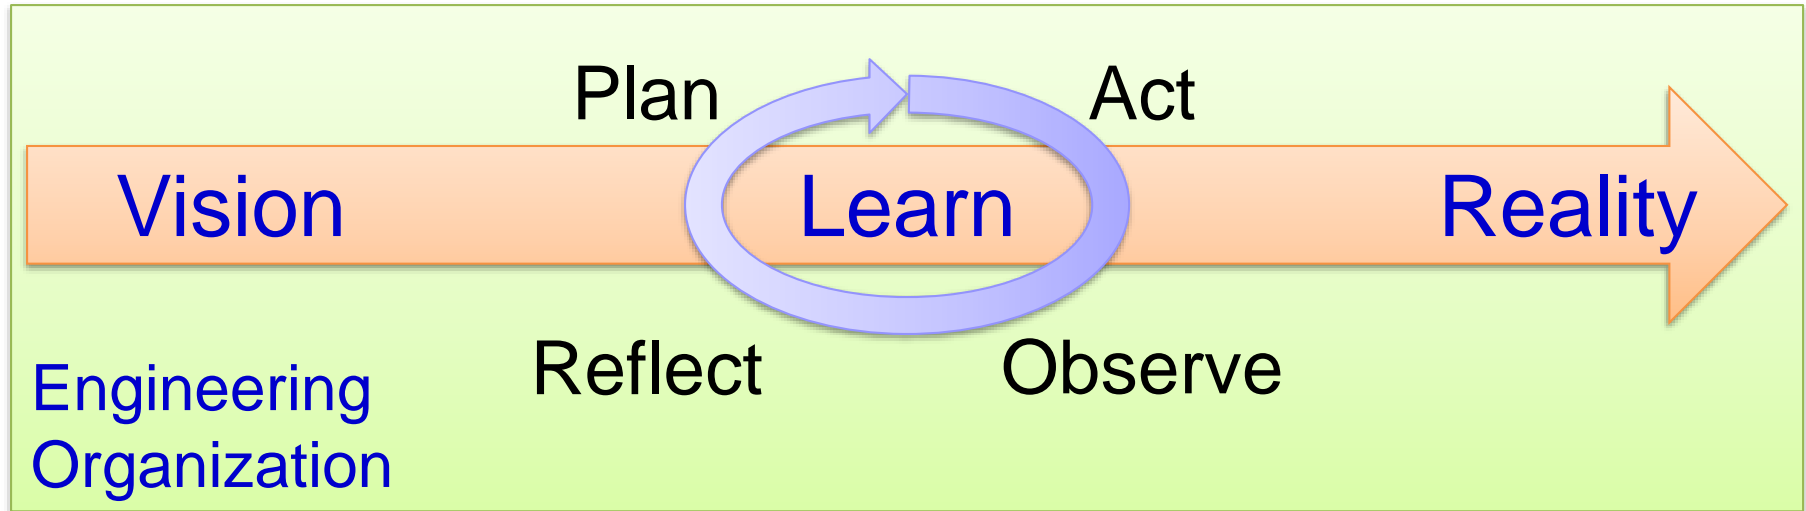 Plan Act
Vision Learn Reality
Reflect Observe
Engineering
Organization